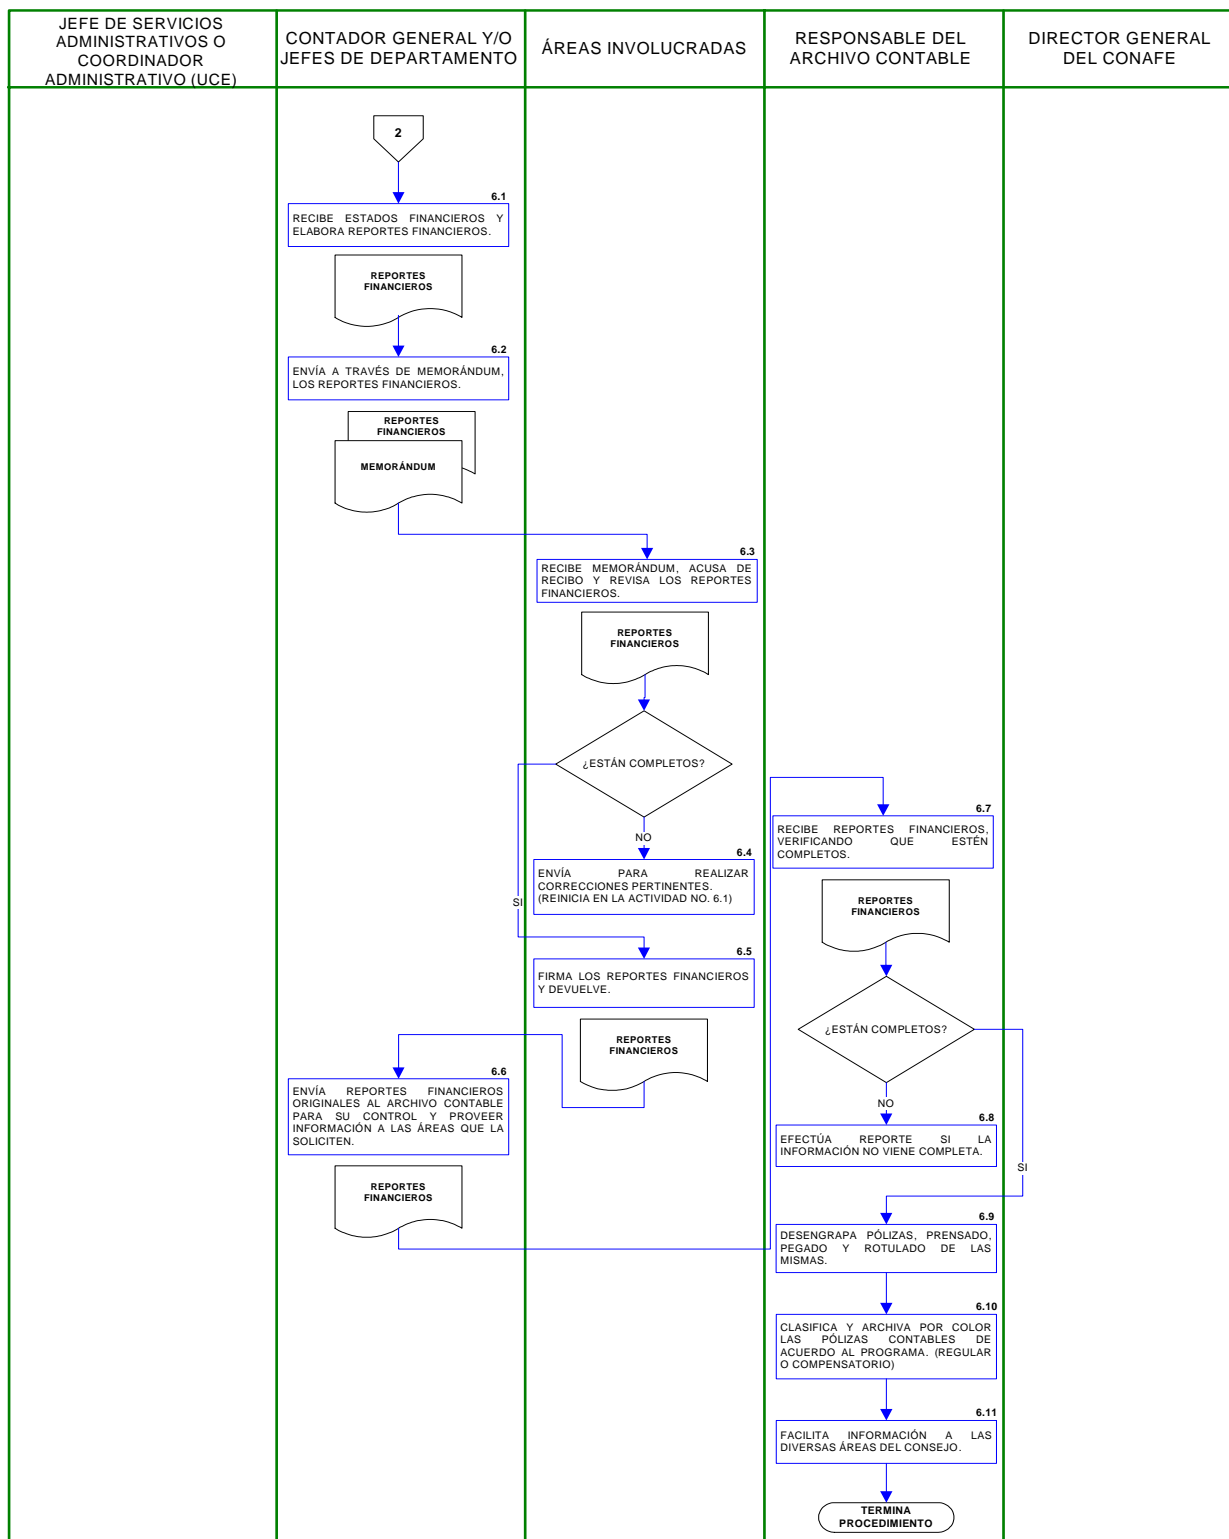 JEFE DE SERVICIOS
ADMINISTRATIVOS O
COORDINADOR
ADMINISTRATIVO (UCE)
CONTADOR GENERAL Y/O
JEFES DE DEPARTAMENTO
ÁREAS INVOLUCRADAS
RESPONSABLE DEL
ARCHIVO CONTABLE
DIRECTOR GENERAL
DEL CONAFE
2
6.1
RECIBE ESTADOS FINANCIEROS Y
ELABORA REPORTES FINANCIEROS.
REPORTES
FINANCIEROS
6.2
ENVÍA A TRAVÉS DE MEMORÁNDUM,
LOS REPORTES FINANCIEROS.
REPORTES
FINANCIEROS
MEMORÁNDUM
6.3
RECIBE MEMORÁNDUM, ACUSA DE
RECIBO Y REVISA LOS REPORTES
FINANCIEROS.
REPORTES
FINANCIEROS
¿ESTÁN COMPLETOS?
NO
6.4
ENVÍA PARA REALIZAR
CORRECCIONES PERTINENTES.
(REINICIA EN LA ACTIVIDAD NO. 6.1)
SI
6.5
FIRMA LOS REPORTES FINANCIEROS
Y DEVUELVE.
REPORTES
FINANCIEROS
6.6
ENVÍA REPORTES FINANCIEROS
ORIGINALES AL ARCHIVO CONTABLE
PARA SU CONTROL Y PROVEER
INFORMACIÓN A LAS ÁREAS QUE LA
SOLICITEN.
REPORTES
FINANCIEROS
6.7
RECIBE REPORTES FINANCIEROS,
VERIFICANDO QUE ESTÉN
COMPLETOS.
REPORTES
FINANCIEROS
¿ESTÁN COMPLETOS?
NO
6.8
EFECTÚA REPORTE SI LA
INFORMACIÓN NO VIENE COMPLETA.
SI
6.9
DESENGRAPA PÓLIZAS, PRENSADO,
PEGADO Y ROTULADO DE LAS
MISMAS.
6.10
CLASIFICA Y ARCHIVA POR COLOR
LAS PÓLIZAS CONTABLES DE
ACUERDO AL PROGRAMA. (REGULAR
O COMPENSATORIO)
6.11
FACILITA INFORMACIÓN A LAS
DIVERSAS ÁREAS DEL CONSEJO.
TERMINA
PROCEDIMIENTO